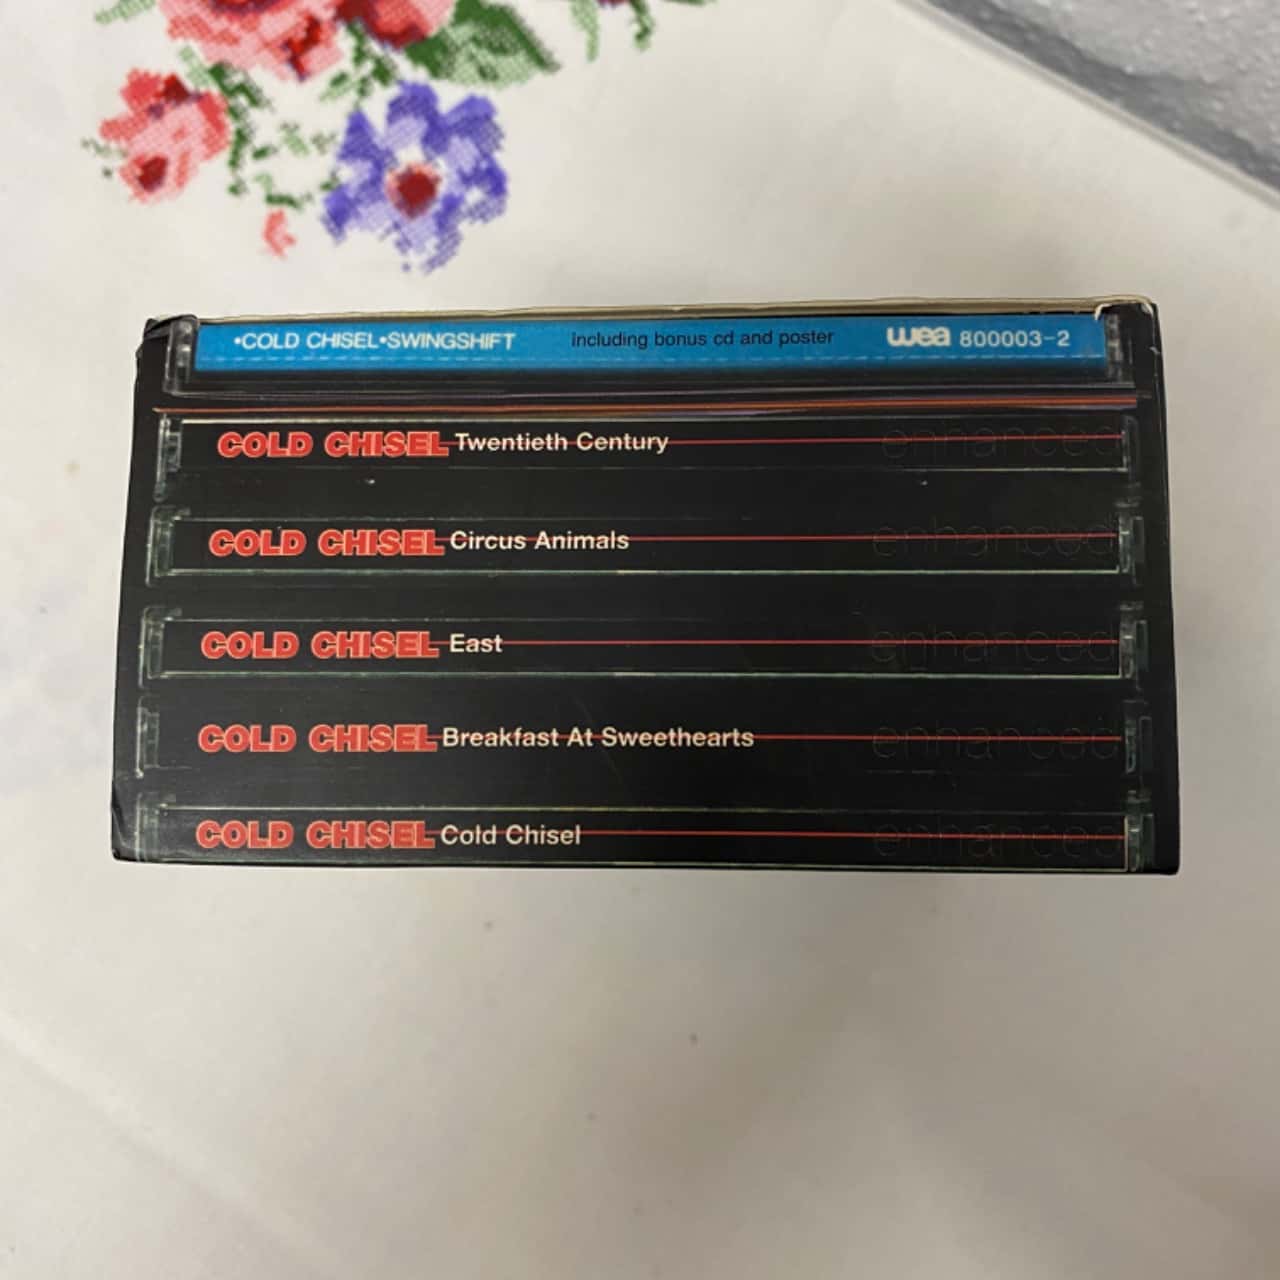 •COLD CHISEL•SWINGSHIFT including bonus cd and poster wea 800003-2
COLD CHISEL Twentieth Century enhanced
COLD CHISEL Circus Animals enhanced
COLD CHISEL East enhanced
COLD CHISEL Breakfast At Sweethearts enhanced
COLD CHISEL Cold Chisel enhanced